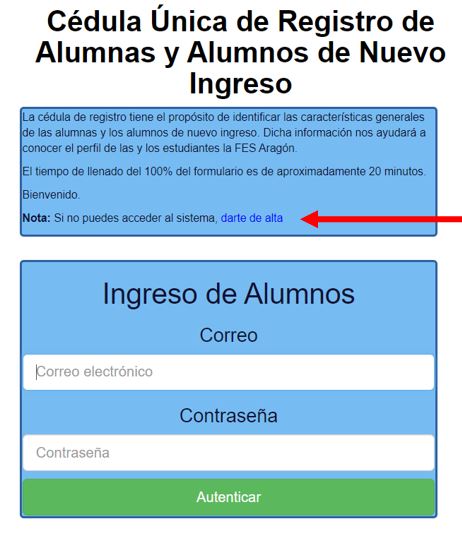 Cédula Única de Registro de
Alumnas y Alumnos de Nuevo
Ingreso
La cédula de registro tiene el propósito de identificar las características generales
de las alumnas y los alumnos de nuevo ingreso. Dicha información nos ayudará a
conocer el perfil de las y los estudiantes la FES Aragón.
El tiempo de llenado del 100% del formulario es de aproximadamente 20 minutos.
Bienvenido.
Nota: Si no puedes acceder al sistema, darte de alta
Ingreso de Alumnos
Correo
Correo electrónico
Contraseña
Contraseña
Autenticar